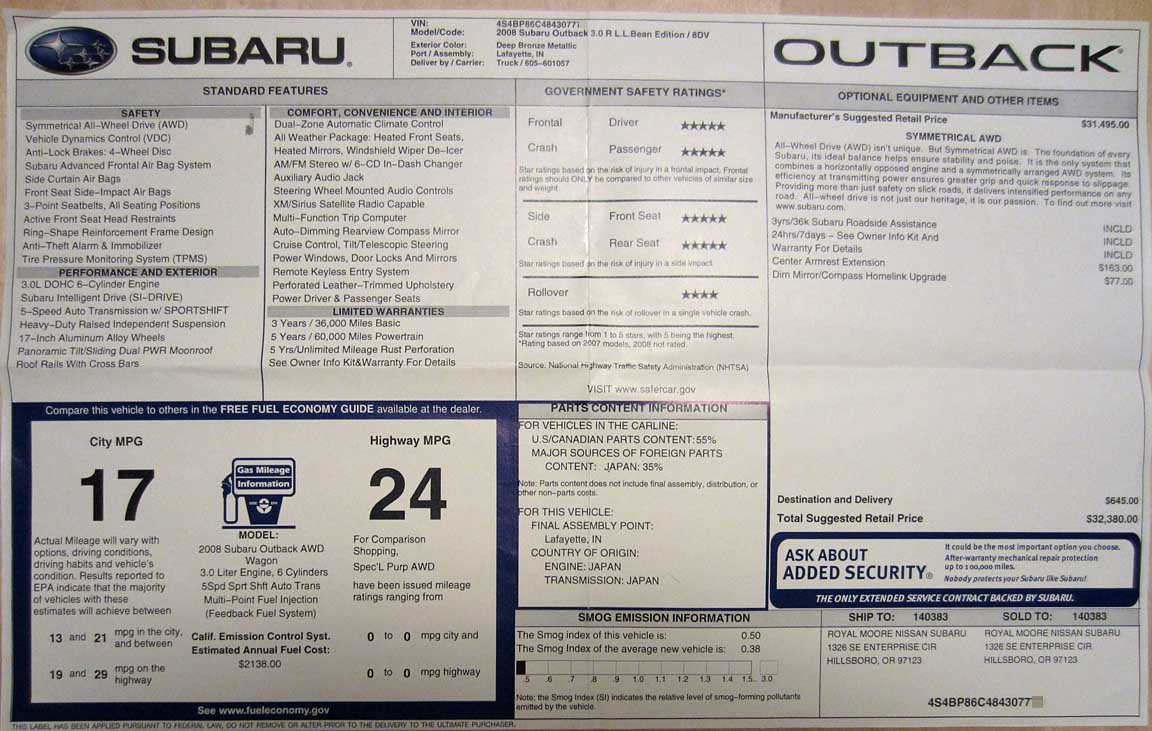 SUBARU®
VIN: 4S4BP86C4843077
Model/Code: 2008 Subaru Outback 3.0 R L.L.Bean Edition / 8DV
Exterior Color: Deep Bronze Metallic
Port / Assembly: Lafayette, IN
Deliver by / Carrier: Truck / 605-601057
OUTBACK®
STANDARD FEATURES
SAFETY
Symmetrical All-Wheel Drive (AWD)
Vehicle Dynamics Control (VDC)
Anti-Lock Brakes: 4-Wheel Disc
Subaru Advanced Frontal Air Bag System
Side Curtain Air Bags
Front Seat Side-Impact Air Bags
3-Point Seatbelts, All Seating Positions
Active Front Seat Head Restraints
Ring-Shape Reinforcement Frame Design
Anti-Theft Alarm & Immobilizer
Tire Pressure Monitoring System (TPMS)
PERFORMANCE AND EXTERIOR
3.0L DOHC 6-Cylinder Engine
Subaru Intelligent Drive (SI-DRIVE)
5-Speed Auto Transmission w/ SPORTSHIFT
Heavy-Duty Raised Independent Suspension
17-Inch Aluminum Alloy Wheels
Panoramic Tilt/Sliding Dual PWR Moonroof
Roof Rails With Cross Bars
COMFORT, CONVENIENCE AND INTERIOR
Dual-Zone Automatic Climate Control
All Weather Package: Heated Front Seats,
Heated Mirrors, Windshield Wiper De-Icer
AM/FM Stereo w/ 6-CD In-Dash Changer
Auxiliary Audio Jack
Steering Wheel Mounted Audio Controls
XM/Sirius Satellite Radio Capable
Multi-Function Trip Computer
Auto-Dimming Rearview Compass Mirror
Cruise Control, Tilt/Telescopic Steering
Power Windows, Door Locks And Mirrors
Remote Keyless Entry System
Perforated Leather-Trimmed Upholstery
Power Driver & Passenger Seats
LIMITED WARRANTIES
3 Years / 36,000 Miles Basic
5 Years / 60,000 Miles Powertrain
5 Yrs/Unlimited Mileage Rust Perforation
See Owner Info Kit&Warranty For Details
GOVERNMENT SAFETY RATINGS*
Frontal Driver ★★★★★
Crash Passenger ★★★★★
Star ratings based on the risk of injury in a frontal impact. Frontal
ratings should ONLY be compared to other vehicles of similar size
and weight.
Side Front Seat ★★★★★
Crash Rear Seat ★★★★★
Star ratings based on the risk of injury in a side impact.
Rollover ★★★★
Star ratings based on the risk of rollover in a single vehicle crash.
Star ratings range from 1 to 5 stars, with 5 being the highest.
*Rating based on 2007 models, 2008 not rated.
Source: National Highway Traffic Safety Administration (NHTSA)
VISIT www.safercar.gov
OPTIONAL EQUIPMENT AND OTHER ITEMS
Manufacturer's Suggested Retail Price $31,495.00
SYMMETRICAL AWD
All-Wheel Drive (AWD) isn't unique. But Symmetrical AWD is. The foundation of every
Subaru, its ideal balance helps ensure stability and poise. It is the only system that
combines a horizontally opposed engine and a symmetrically arranged AWD system. Its
efficiency at transmitting power ensures greater grip and quick response to slippage.
Providing more than just safety on slick roads, it delivers intensified performance on any
road. All-wheel drive is not just our heritage, it is our passion. To find out more visit
www.subaru.com.
3yrs/36k Subaru Roadside Assistance INCLD
24hrs/7days - See Owner Info Kit And INCLD
Warranty For Details INCLD
Center Armrest Extension $163.00
Dim Mirror/Compass Homelink Upgrade $77.00
Destination and Delivery $645.00
Total Suggested Retail Price $32,380.00
ASK ABOUT
ADDED SECURITY®
It could be the most important option you choose.
After-warranty mechanical repair protection
up to 100,000 miles.
Nobody protects your Subaru like Subaru!
THE ONLY EXTENDED SERVICE CONTRACT BACKED BY SUBARU.
Compare this vehicle to others in the FREE FUEL ECONOMY GUIDE available at the dealer.
City MPG
17
Actual Mileage will vary with
options, driving conditions,
driving habits and vehicle's
condition. Results reported to
EPA indicate that the majority
of vehicles with these
estimates will achieve between
13 and 21 mpg in the city,
and between
19 and 29 mpg on the
highway
Gas Mileage
Information
MODEL:
2008 Subaru Outback AWD
Wagon
3.0 Liter Engine, 6 Cylinders
5Spd Sprt Shft Auto Trans
Multi-Point Fuel Injection
(Feedback Fuel System)
Calif. Emission Control Syst.
Estimated Annual Fuel Cost:
$2138.00
Highway MPG
24
For Comparison
Shopping,
Spec'L Purp AWD
have been issued mileage
ratings ranging from
0 to 0 mpg city and
0 to 0 mpg highway
See www.fueleconomy.gov
PARTS CONTENT INFORMATION
FOR VEHICLES IN THE CARLINE:
U.S/CANADIAN PARTS CONTENT:55%
MAJOR SOURCES OF FOREIGN PARTS
CONTENT: JAPAN: 35%
Note: Parts content does not include final assembly, distribution, or
other non-parts costs.
FOR THIS VEHICLE:
FINAL ASSEMBLY POINT:
Lafayette, IN
COUNTRY OF ORIGIN:
ENGINE: JAPAN
TRANSMISSION: JAPAN
SMOG EMISSION INFORMATION
The Smog index of this vehicle is: 0.50
The Smog Index of the average new vehicle is: 0.38
.5 .6 .7 .8 .9 1.0 1.1 1.2 1.3 1.4 1.5.. 3.0
Note: the Smog Index (SI) indicates the relative level of smog-forming pollutants
emitted by the vehicle.
SHIP TO: 140383
ROYAL MOORE NISSAN SUBARU
1326 SE ENTERPRISE CIR
HILLSBORO, OR 97123
SOLD TO: 140383
ROYAL MOORE NISSAN SUBARU
1326 SE ENTERPRISE CIR
HILLSBORO, OR 97123
4S4BP86C4843077
THIS LABEL HAS BEEN APPLIED PURSUANT TO FEDERAL LAW, DO NOT REMOVE OR ALTER PRIOR TO THE DELIVERY TO THE ULTIMATE PURCHASER.